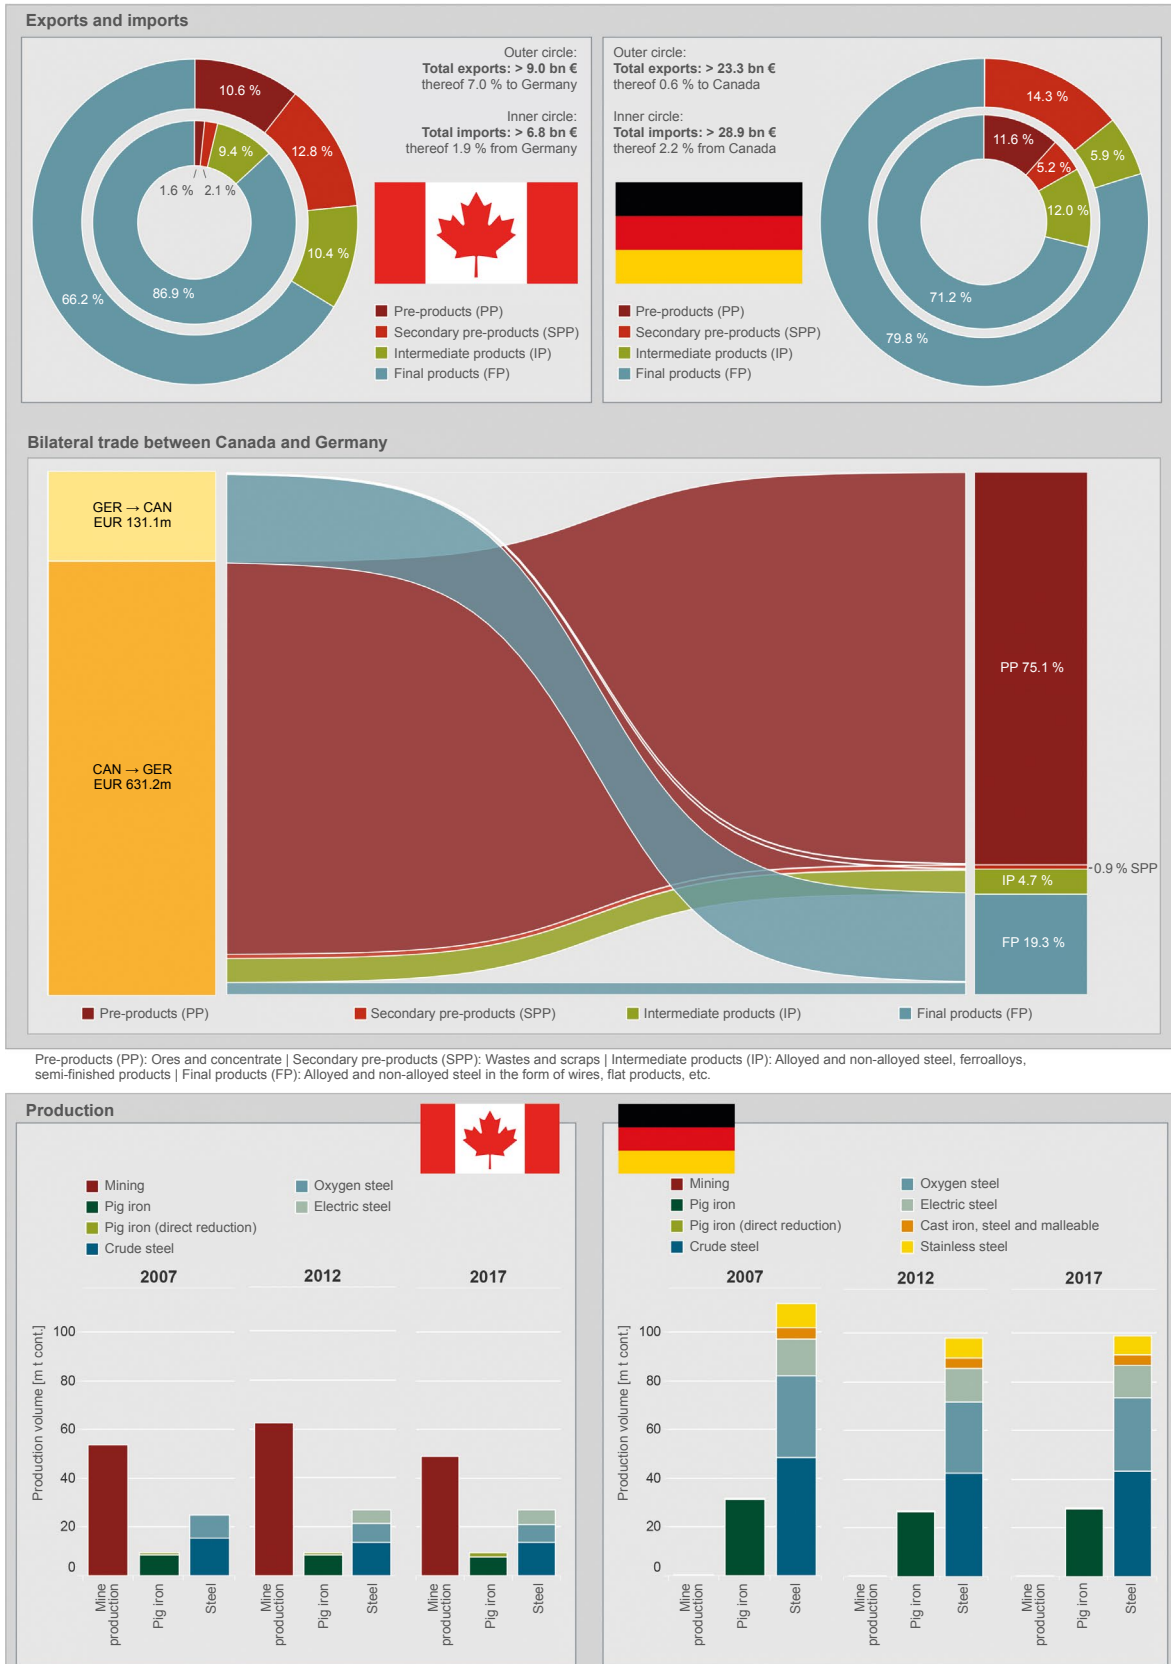 Exports and imports
Outer circle:
Total exports: > 9.0 bn €
thereof 7.0 % to Germany
Inner circle:
Total imports: > 6.8 bn €
thereof 1.9 % from Germany
10.6 %
12.8 %
10.4 %
66.2 %
9.4 %
1.6 %
2.1 %
86.9 %
Pre-products (PP)
Secondary pre-products (SPP)
Intermediate products (IP)
Final products (FP)
Outer circle:
Total exports: > 23.3 bn €
thereof 0.6 % to Canada
Inner circle:
Total imports: > 28.9 bn €
thereof 2.2 % from Canada
14.3 %
5.9 %
79.8 %
11.6 %
5.2 %
12.0 %
71.2 %
Pre-products (PP)
Secondary pre-products (SPP)
Intermediate products (IP)
Final products (FP)
Bilateral trade between Canada and Germany
GER → CAN
EUR 131.1m
CAN → GER
EUR 631.2m
PP 75.1 %
0.9 % SPP
IP 4.7 %
FP 19.3 %
Pre-products (PP)
Secondary pre-products (SPP)
Intermediate products (IP)
Final products (FP)
Pre-products (PP): Ores and concentrate | Secondary pre-products (SPP): Wastes and scraps | Intermediate products (IP): Alloyed and non-alloyed steel, ferroalloys,
semi-finished products | Final products (FP): Alloyed and non-alloyed steel in the form of wires, flat products, etc.
Production
Mining
Pig iron
Pig iron (direct reduction)
Crude steel
Oxygen steel
Electric steel
2007
2012
2017
Production volume [m t cont.]
100
80
60
40
20
0
Mine
production
Pig iron
Steel
Mine
production
Pig iron
Steel
Mine
production
Pig iron
Steel
Mining
Pig iron
Pig iron (direct reduction)
Crude steel
Oxygen steel
Electric steel
Cast iron, steel and malleable
Stainless steel
2007
2012
2017
Production volume [m t cont.]
100
80
60
40
20
0
Mine
production
Pig iron
Steel
Mine
production
Pig iron
Steel
Mine
production
Pig iron
Steel